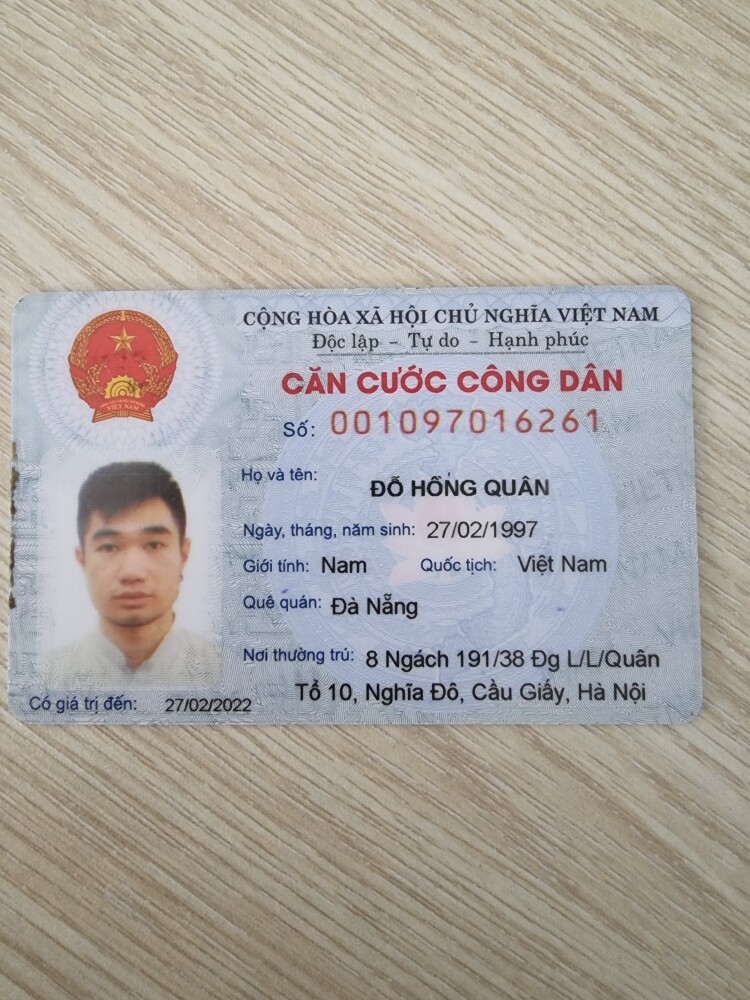 CỘNG HÒA XÃ HỘI CHỦ NGHĨA VIỆT NAM
Độc lập - Tự do - Hạnh phúc
CĂN CƯỚC CÔNG DÂN
Số: 001097016261
Họ và tên: ĐỖ HỒNG QUÂN
Ngày, tháng, năm sinh: 27/02/1997
Giới tính: Nam Quốc tịch: Việt Nam
Quê quán: Đà Nẵng
Nơi thường trú: 8 Ngách 191/38 Đg L/L/Quân
Tổ 10, Nghĩa Đô, Cầu Giấy, Hà Nội
Có giá trị đến: 27/02/2022
VIỆT NAM